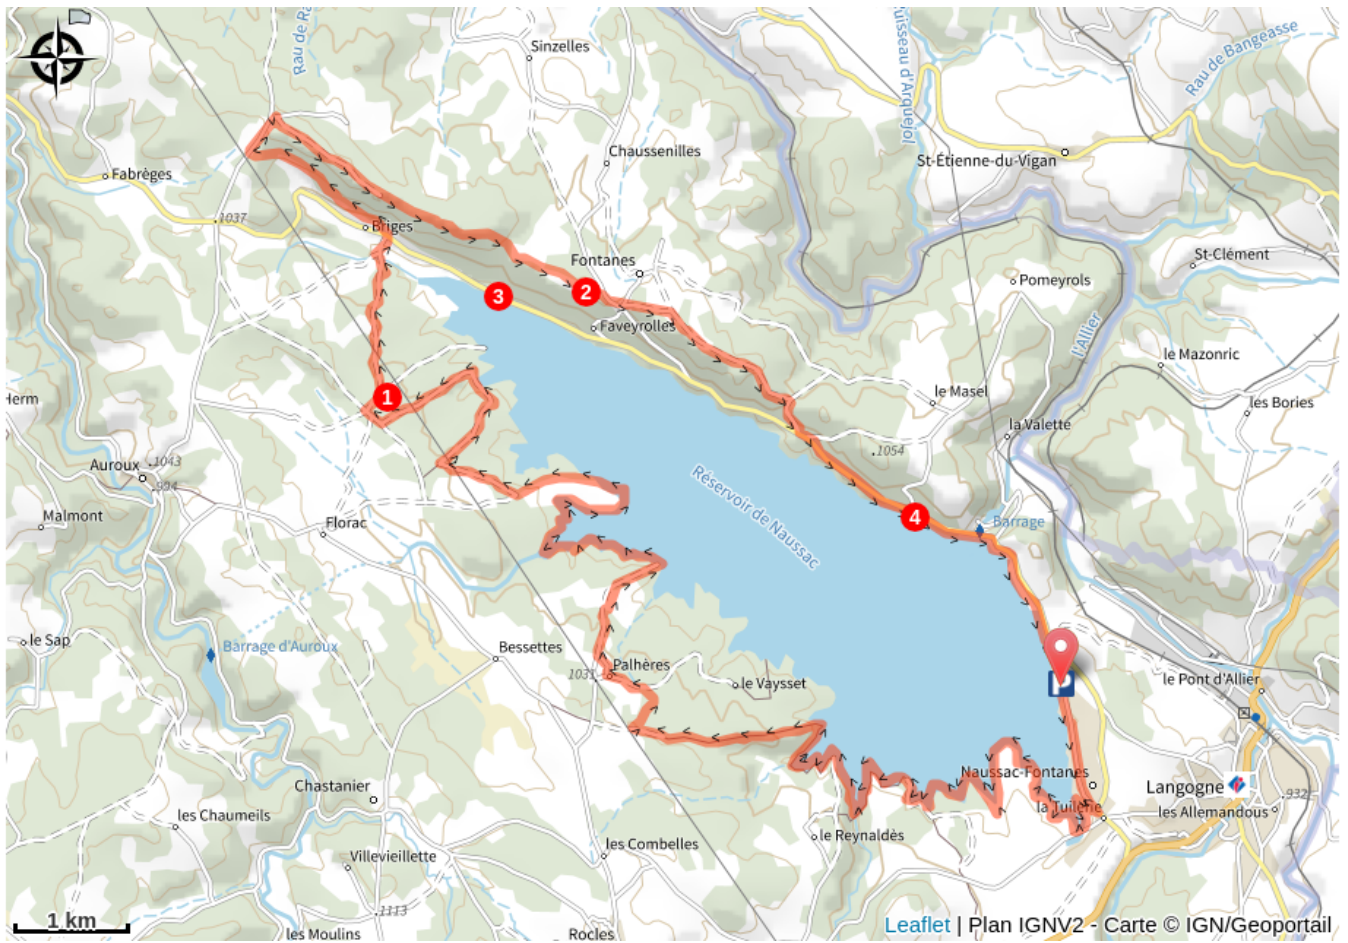 Rau de Ra
Sinzelles
uisseau d'Arquejol
Rau de Bangeasse
Chaussenilles
St-Étienne-du-Vigan
Fabrèges
1037
Briges
Fontanes
St-Clément
Pomeyrols
3
2
Faveyrolles
l'Allier
le Mazonric
Herm
1
le Masel
les Bories
la Valette
1054
Auroux
1043
994
Réservoir de Naussac
Malmont
Florac
4
Barrage
le Sap
Barrage d'Auroux
Bessettes
Palhères
1031
le Vaysset
P
le Pont d'Allier
Naussac-Fontanes
Langogne
Chastanier
la Tuilerie
932
les Allemandous
les Chaumeils
le Reynaldès
les Combelles
Villevieillette
1113
1 km
les Moulins
Rocles
Leaflet | Plan IGNV2 - Carte © IGN/Geoportail